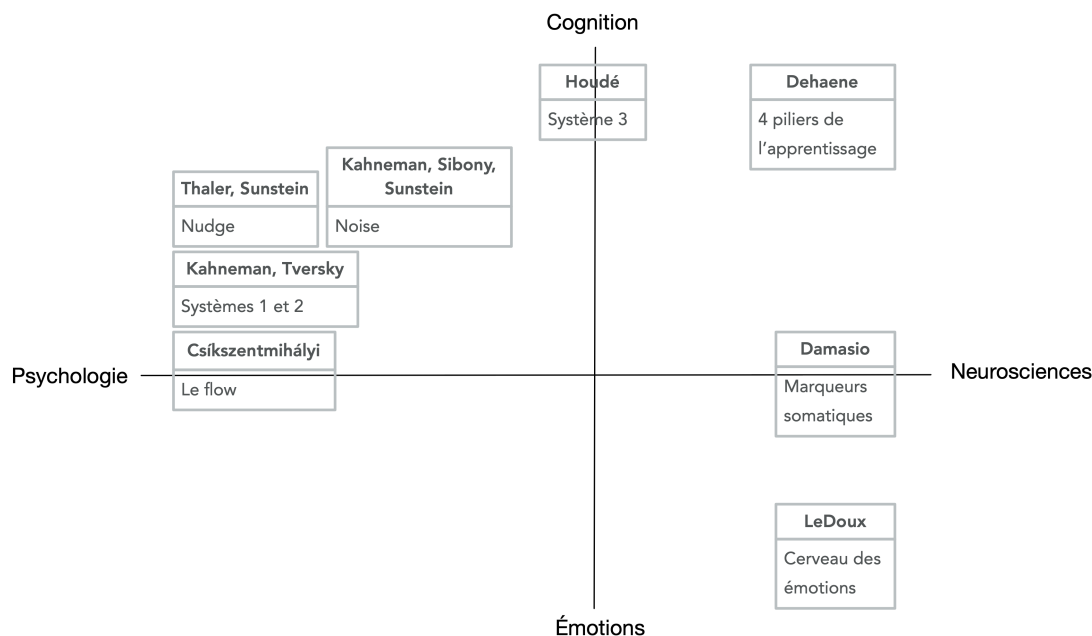 Cognition
Houdé
Système 3
Dehaene
4 piliers de
l’apprentissage
Kahneman, Sibony,
Sunstein
Noise
Thaler, Sunstein
Nudge
Kahneman, Tversky
Systèmes 1 et 2
Csíkszentmihályi
Le flow
Psychologie
Damasio
Marqueurs
somatiques
Neurosciences
LeDoux
Cerveau des
émotions
Émotions